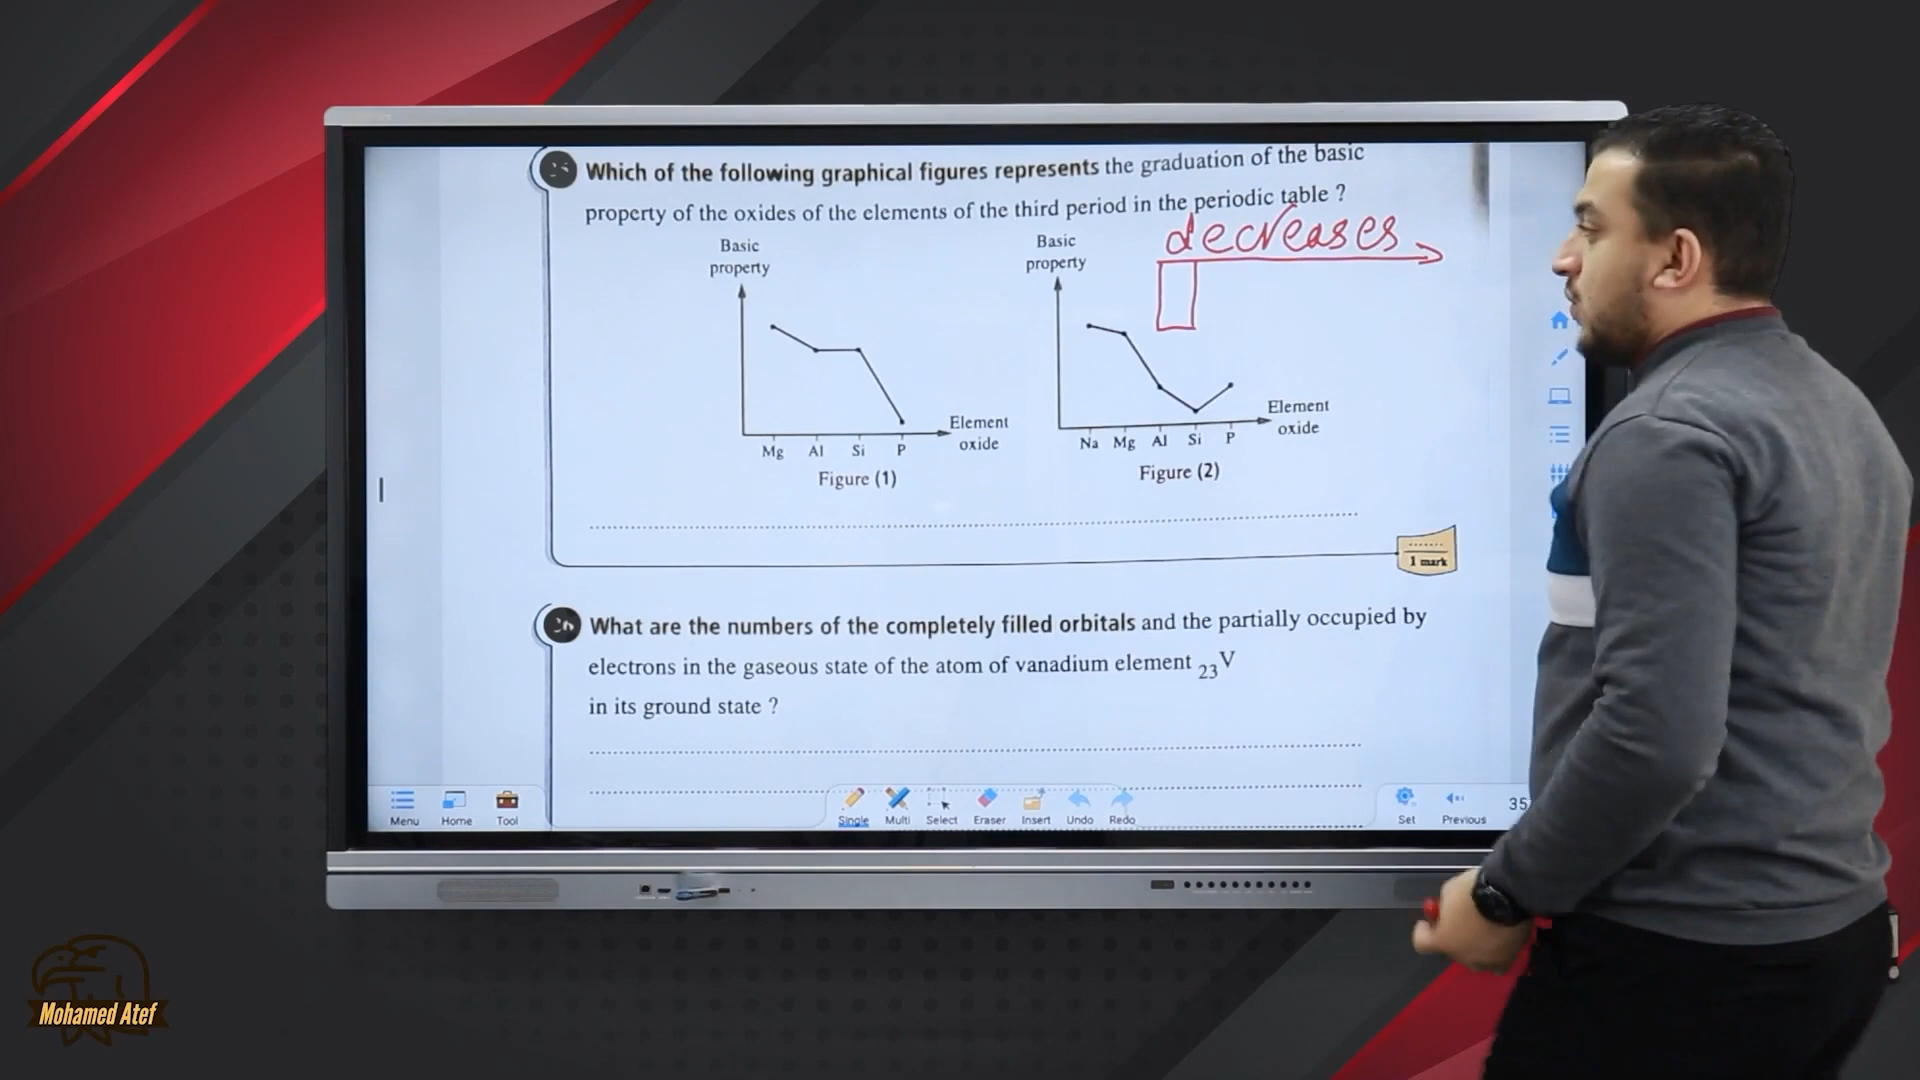 Which of the following graphical figures represents the graduation of the basic
property of the oxides of the elements of the third period in the periodic table ?
decreases
Basic
property
Element
oxide
Mg Al Si P
Figure (1)
Basic
property
Element
oxide
Na Mg Al Si P
Figure (2)
1 mark
What are the numbers of the completely filled orbitals and the partially occupied by
electrons in the gaseous state of the atom of vanadium element 23V
in its ground state ?
Menu Home Tool Single Multi Select Eraser Insert Undo Redo Set Previous 35
Mohamed Atef